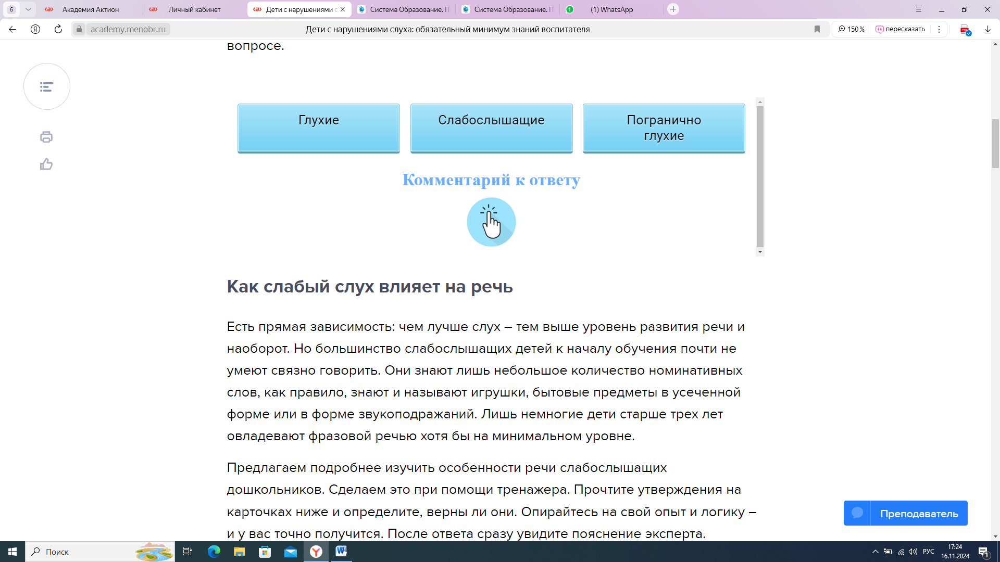 6
Академия Актион
Личный кабинет
Дети с нарушениями с
Система Образование. П
Система Образование. П
(1) WhatsApp
academy.menobr.ru
Дети с нарушениями слуха: обязательный минимум знаний воспитателя
150 %
пересказать
вопросе.
Глухие
Слабослышащие
Погранично
глухие
Комментарий к ответу
Как слабый слух влияет на речь
Есть прямая зависимость: чем лучше слух – тем выше уровень развития речи и
наоборот. Но большинство слабослышащих детей к началу обучения почти не
умеют связно говорить. Они знают лишь небольшое количество номинативных
слов, как правило, знают и называют игрушки, бытовые предметы в усеченной
форме или в форме звукоподражаний. Лишь немногие дети старше трех лет
овладевают фразовой речью хотя бы на минимальном уровне.
Предлагаем подробнее изучить особенности речи слабослышащих
дошкольников. Сделаем это при помощи тренажера. Прочтите утверждения на
карточках ниже и определите, верны ли они. Опирайтесь на свой опыт и логику –
и у вас точно получится. После ответа сразу увидите пояснение эксперта.
Преподаватель
Поиск
РУС
17:24
16.11.2024
1